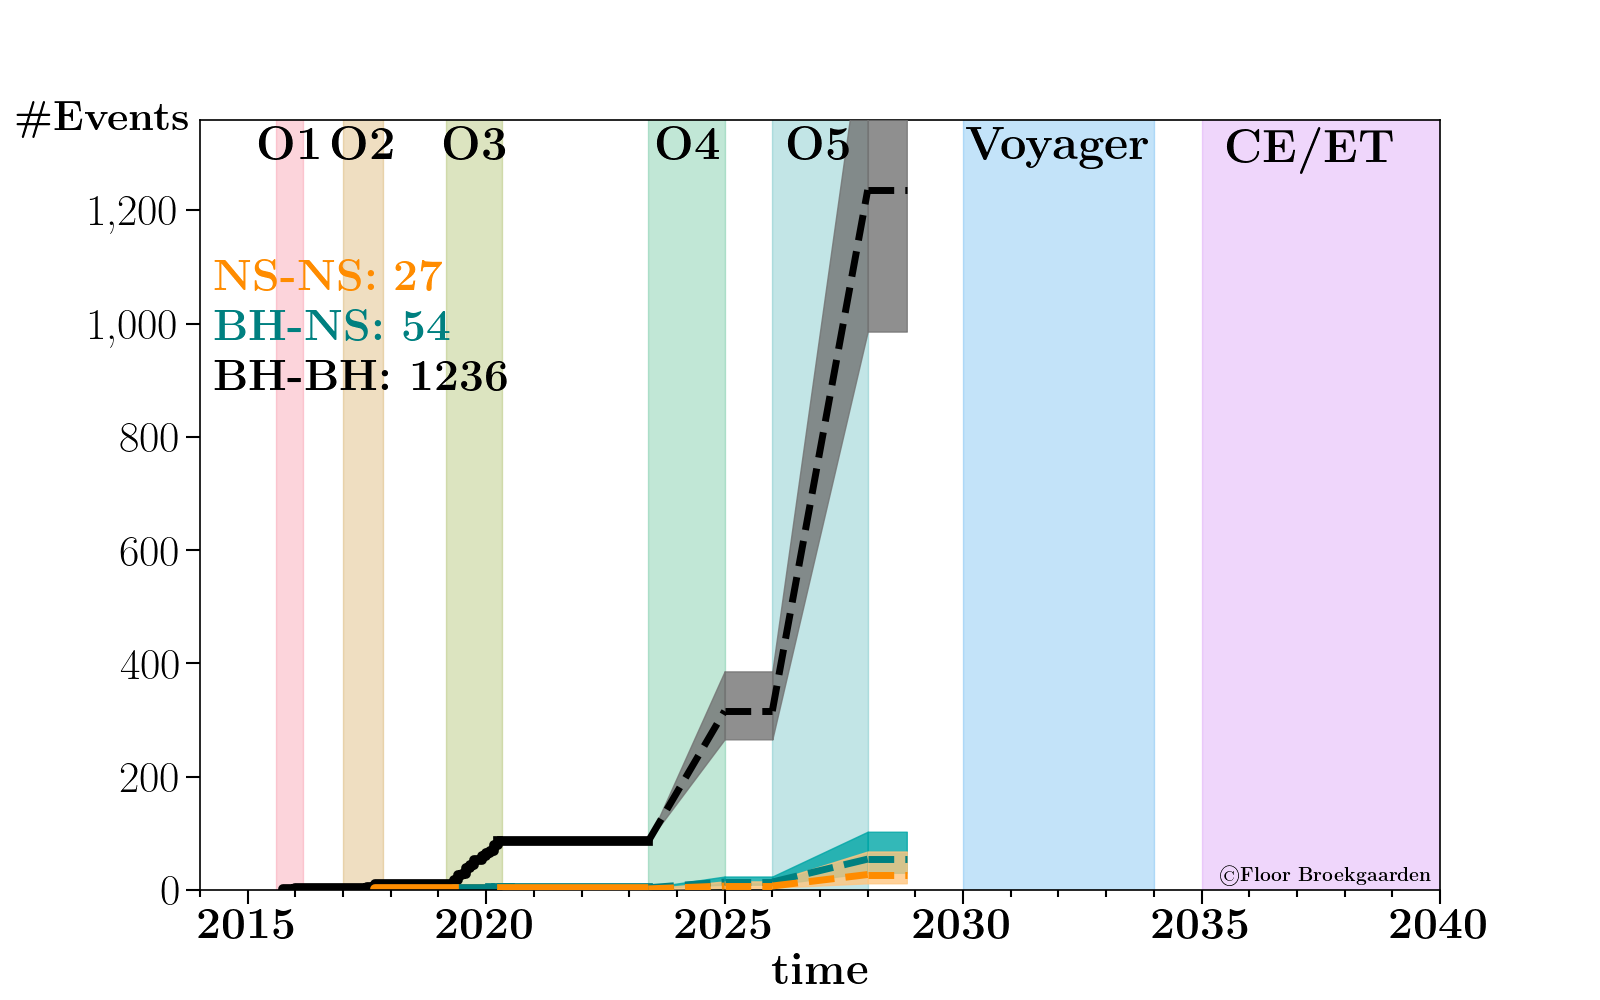 #Events
O1 O2 O3 O4 O5 Voyager CE/ET
1,200
NS-NS: 27
1,000
BH-NS: 54
BH-BH: 1236
800
600
400
200
0
©Floor Broekgaarden
2015 2020 2025 2030 2035 2040
time